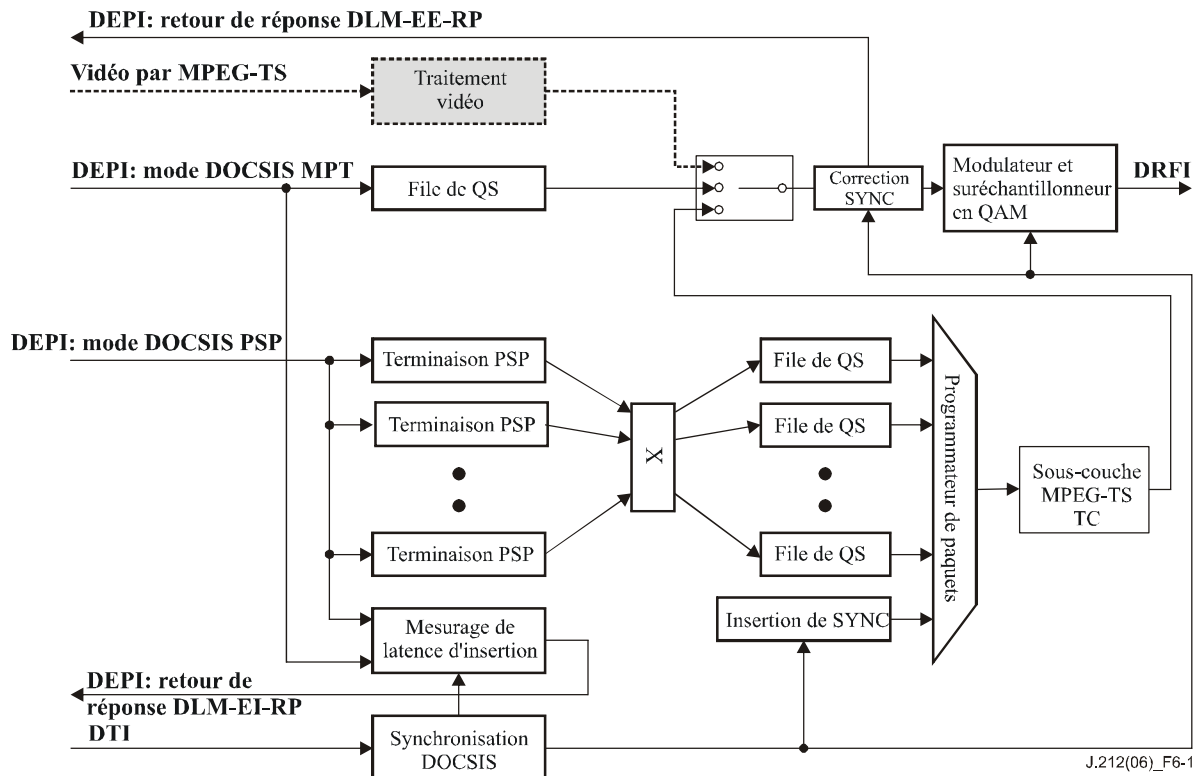 DEPI: retour de réponse DLM-EE-RP
Vidéo par MPEG-TS
Traitement
vidéo
DEPI: mode DOCSIS MPT
File de QS
Correction
SYNC
Modulateur et
suréchantillonneur
en QAM
DRFI
DEPI: mode DOCSIS PSP
Terminaison PSP
File de QS
Terminaison PSP
File de QS
X
Programmateur de paquets
Sous-couche
MPEG-TS
TC
Terminaison PSP
File de QS
Mesurage de
latence d'insertion
Insertion de SYNC
DEPI: retour de
réponse DLM-EI-RP
DTI
Synchronisation
DOCSIS
J.212(06)_F6-1